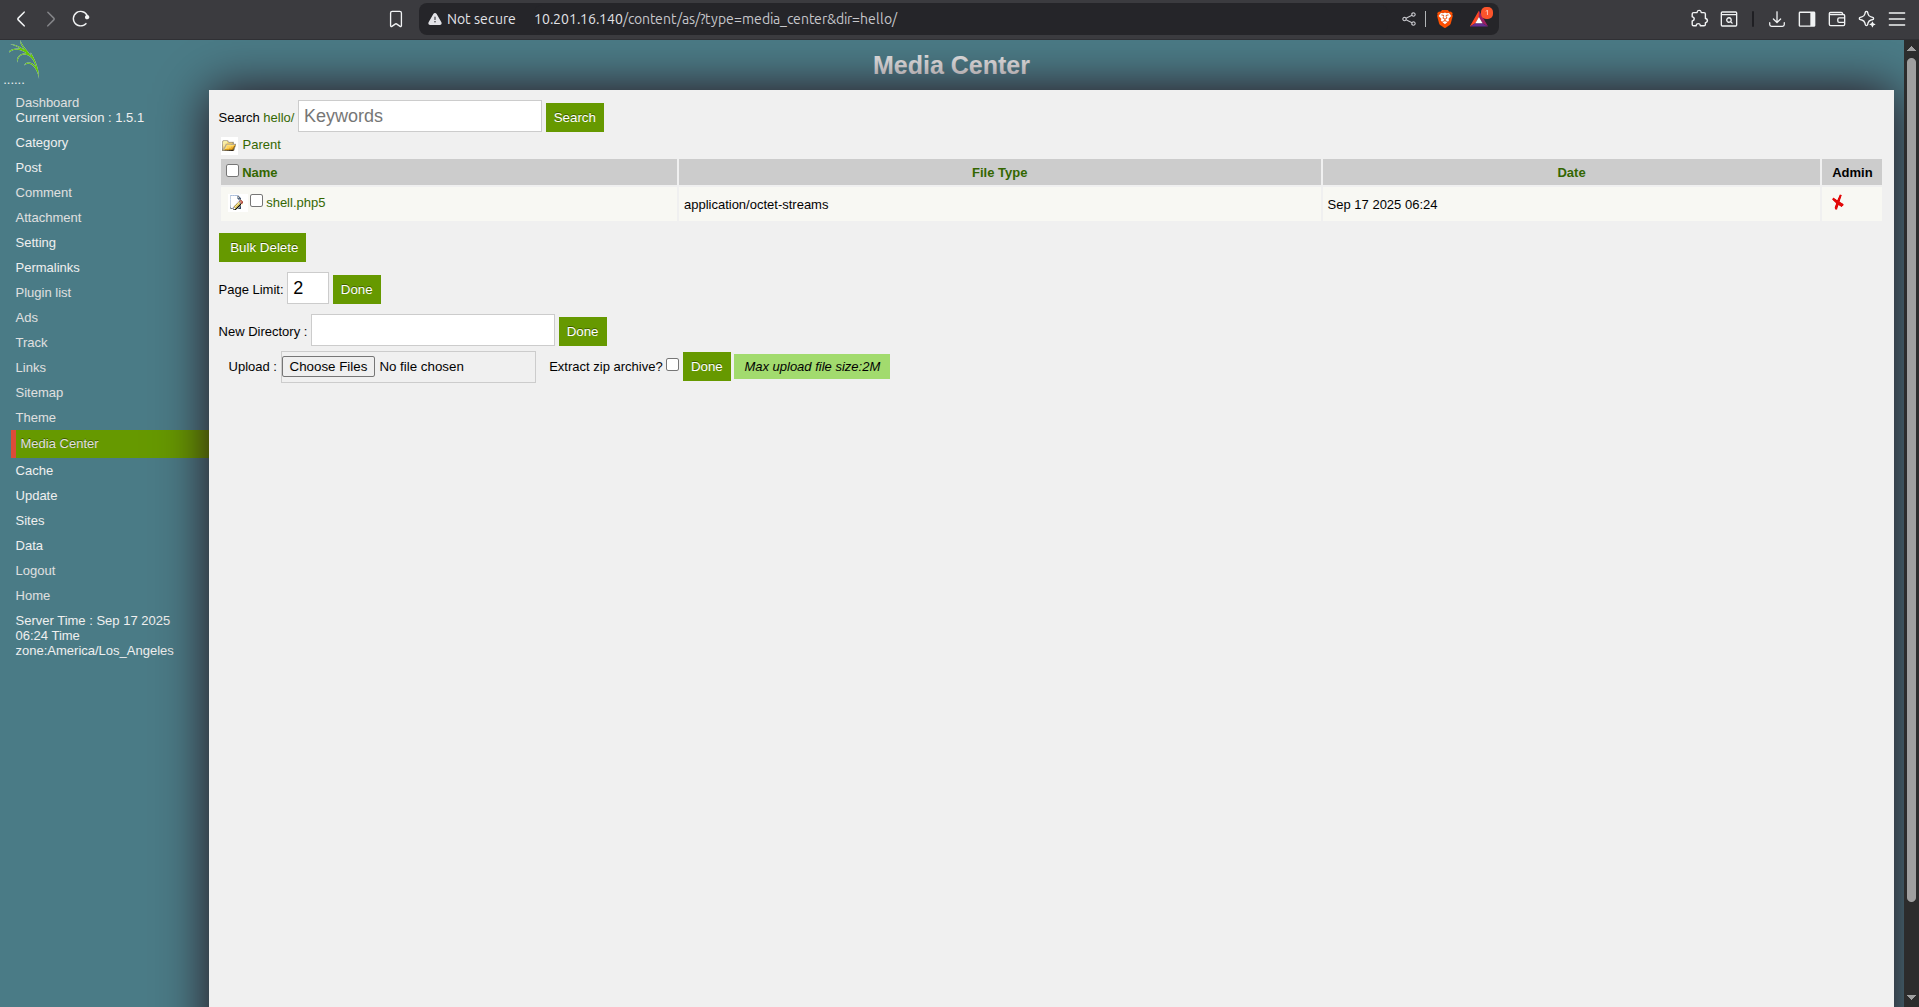 Not secure 10.201.16.140/content/as/?type=media_center&dir=hello/
1
......
Media Center
Dashboard
Current version : 1.5.1
Category
Post
Comment
Attachment
Setting
Permalinks
Plugin list
Ads
Track
Links
Sitemap
Theme
Media Center
Cache
Update
Sites
Data
Logout
Home
Server Time : Sep 17 2025
06:24 Time
zone:America/Los_Angeles
Search hello/ Keywords Search
Parent
Name File Type Date Admin
shell.php5 application/octet-streams Sep 17 2025 06:24
Bulk Delete
Page Limit: 2 Done
New Directory : Done
Upload : Choose Files No file chosen Extract zip archive? Done Max upload file size:2M